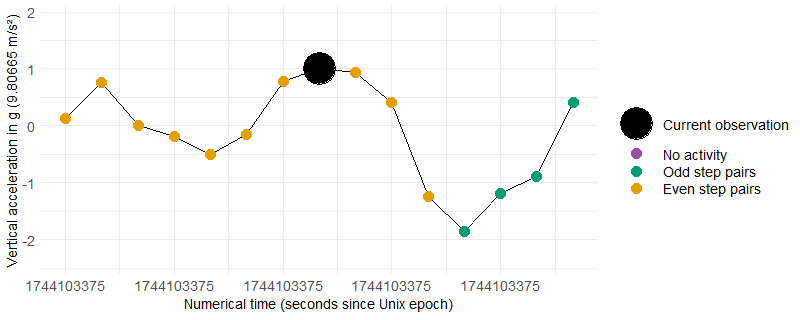 Vertical acceleration in g (9.80665 m/s²)
2
1
0
-1
-2
1744103375 1744103375 1744103375 1744103375 1744103375
Numerical time (seconds since Unix epoch)
Current observation
No activity
Odd step pairs
Even step pairs